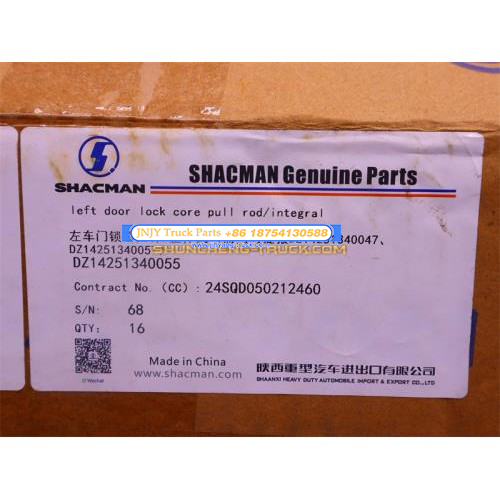 SHACMAN
SHACMAN Genuine Parts
left door lock core pull rod/integral
左车门锁
340047、
JNJY Truck Parts +86 18754130588
DZ1425134005
SHUNCHENG-TRUCK.COM
DZ14251340055
Contract No. (CC): 24SQD050212460
S/N: 68
QTY: 16
Wechat
Made in China
www.shacman.com
陕西重型汽车进出口有限公司
SHAANXI HEAVY DUTY AUTOMOBILE IMPORT & EXPORT CO.,LTD.